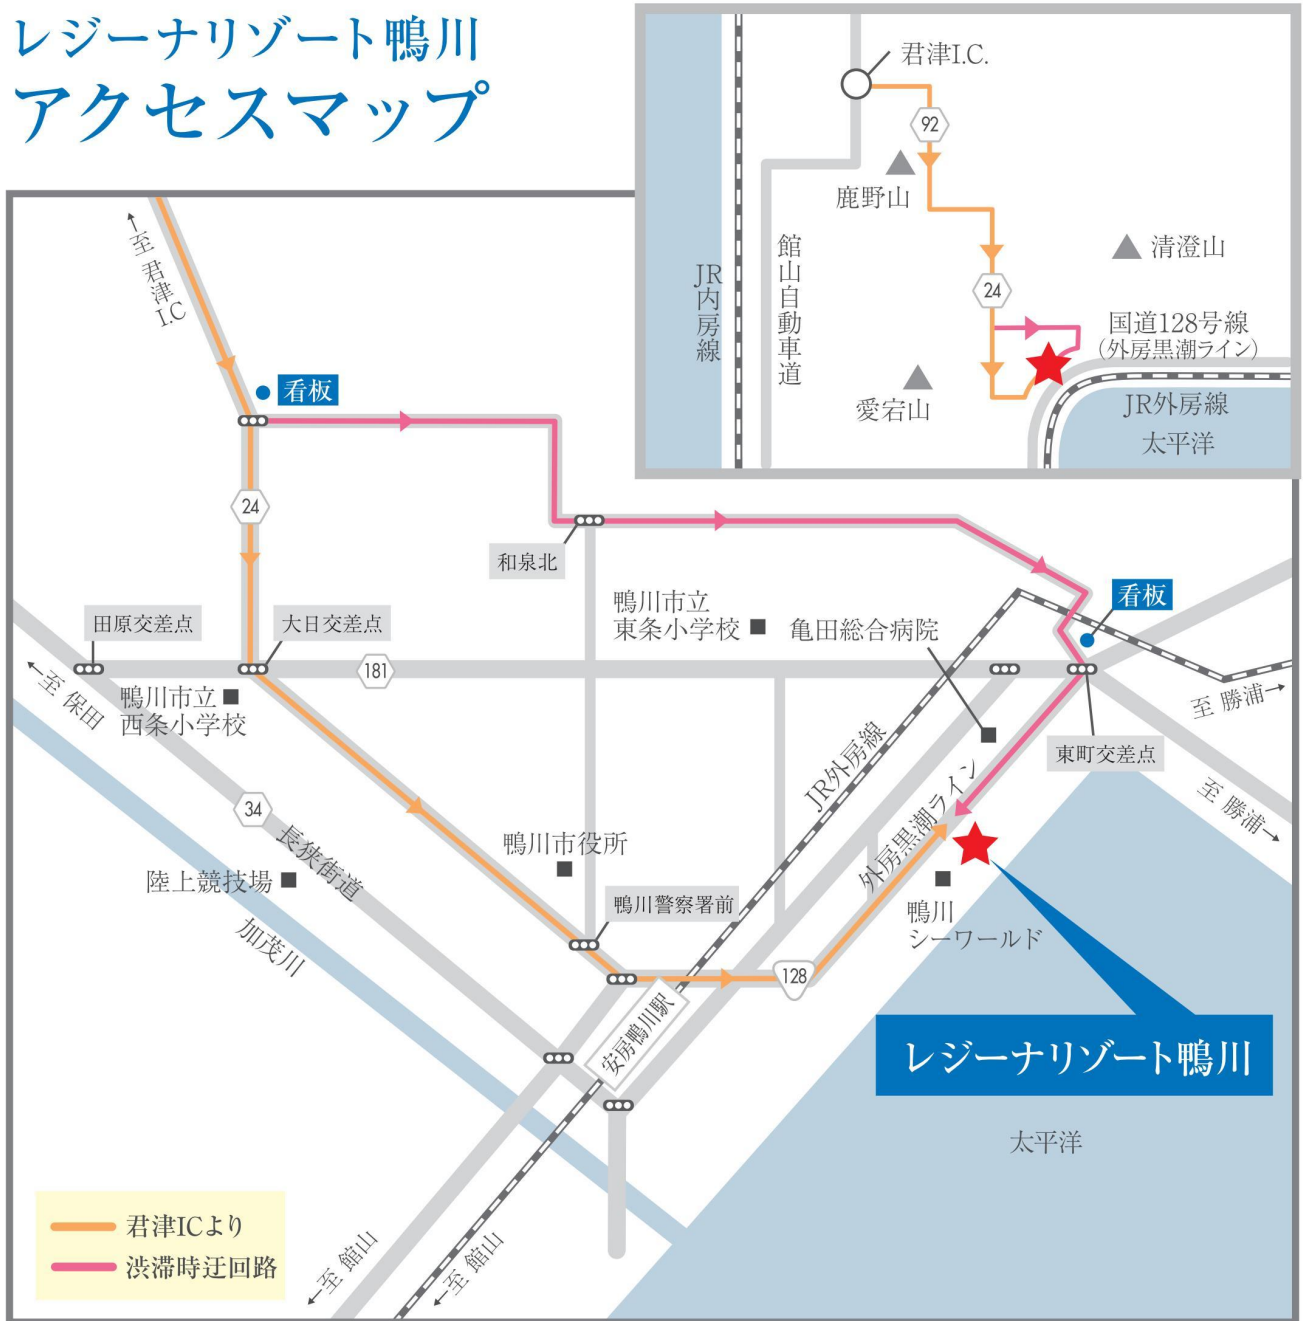 レジーナリゾート鴨川
アクセスマップ
君津I.C.
92
鹿野山
清澄山
JR内房線
館山自動車道
24
国道128号線
(外房黒潮ライン)
愛宕山
JR外房線
太平洋
←至 君津I.C
看板
24
和泉北
田原交差点
大日交差点
鴨川市立
東条小学校
亀田総合病院
看板
181
←至 保田
鴨川市立
西条小学校
至 勝浦→
東町交差点
JR外房線
至 勝浦→
34
長狭街道
外房黒潮ライン
鴨川市役所
陸上競技場
鴨川警察署前
鴨川
シーワールド
加茂川
128
安房鴨川駅
レジーナリゾート鴨川
太平洋
君津ICより
渋滞時迂回路
←至 館山
←至 館山